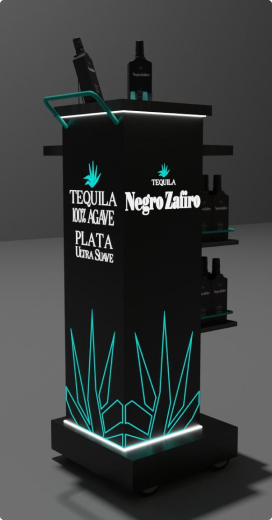 TEQUILA
100% AGAVE
PLATA
ULTRA SUAVE
TEQUILA
Negro Zafiro